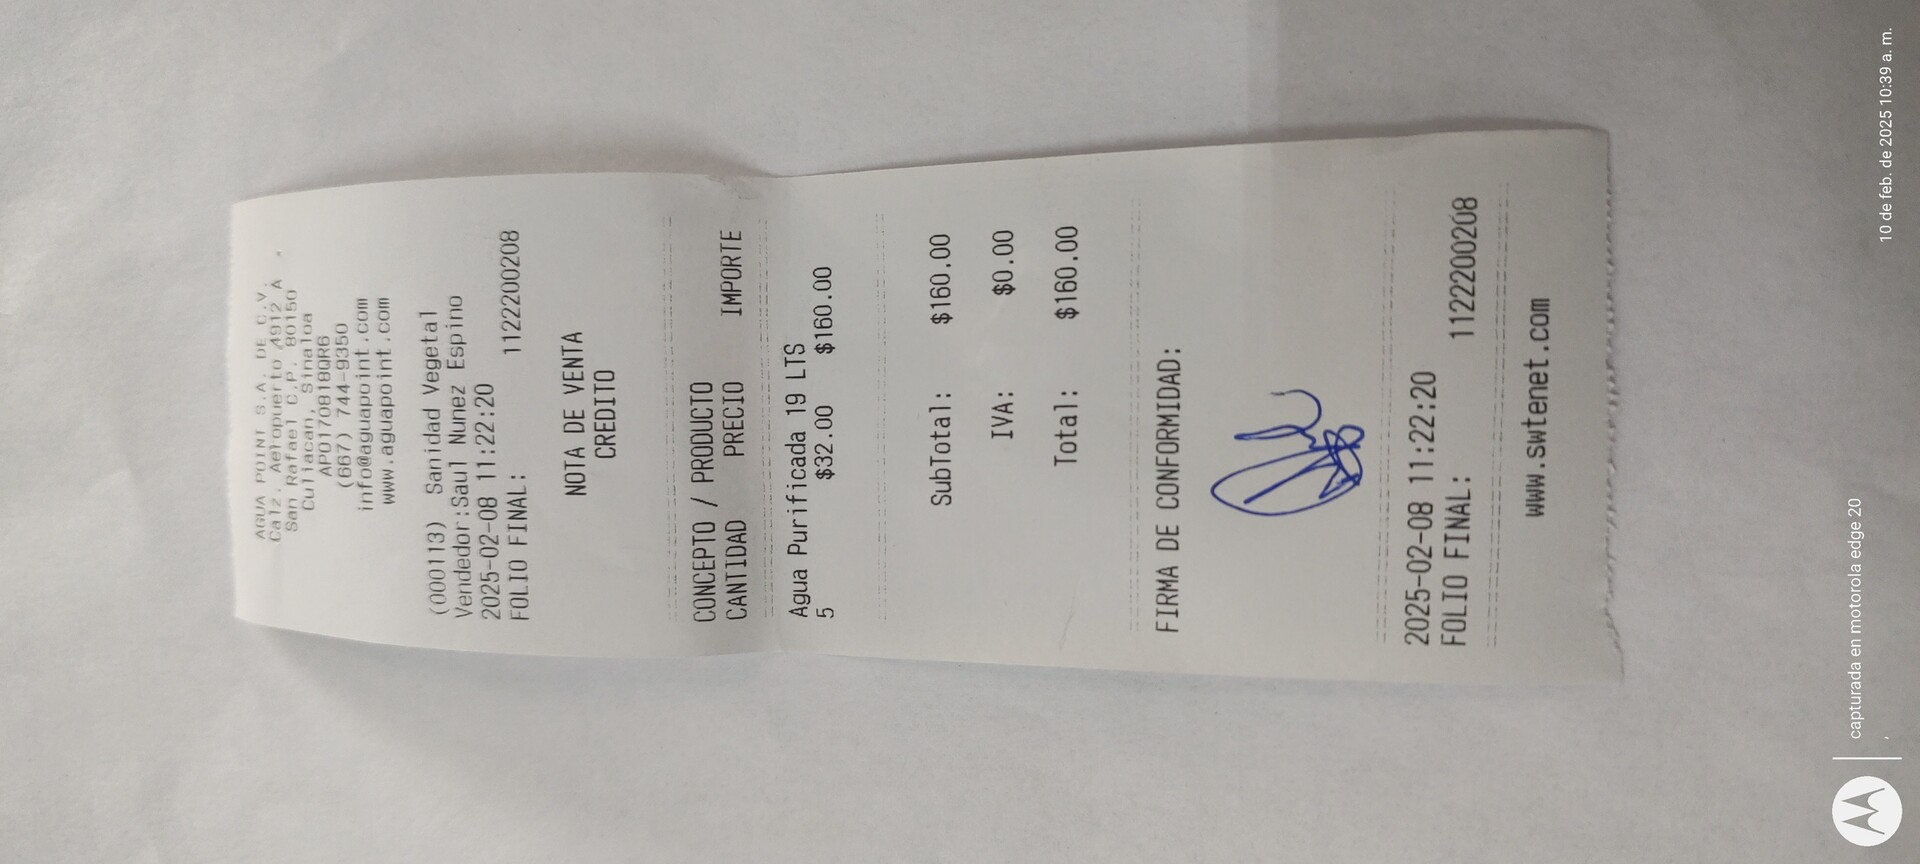 AGUA POINT S.A. DE C.V.
Calz. Aeropuerto 4912 A
San Rafael C.P. 80150
Culiacan, Sinaloa
APO170818QR6
(667) 744-9350
info@aguapoint.com
www.aguapoint.com
(000113) Sanidad Vegetal
Vendedor:Saul Nunez Espino
2025-02-08 11:22:20
FOLIO FINAL: 1122200208
NOTA DE VENTA
CREDITO
CONCEPTO / PRODUCTO
CANTIDAD PRECIO IMPORTE
Agua Purificada 19 LTS
5 $32.00 $160.00
SubTotal: $160.00
IVA: $0.00
Total: $160.00
FIRMA DE CONFORMIDAD:
2025-02-08 11:22:20
FOLIO FINAL: 1122200208
www.swtenet.com
capturada en motorola edge 20
10 de feb. de 2025 10:39 a. m.